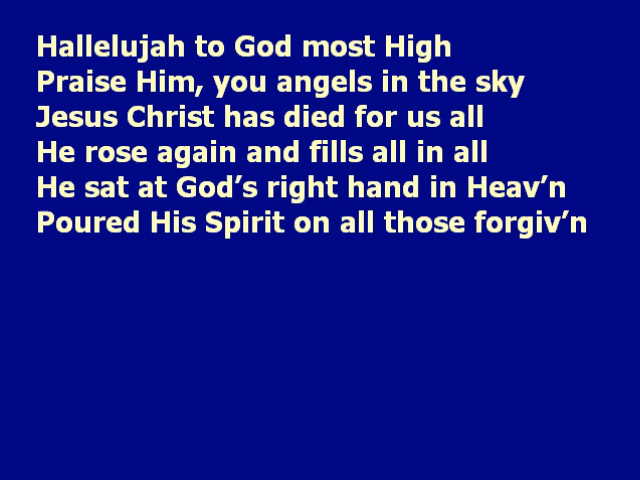 Hallelujah to God most High
Praise Him, you angels in the sky
Jesus Christ has died for us all
He rose again and fills all in all
He sat at God’s right hand in Heav’n
Poured His Spirit on all those forgiv’n